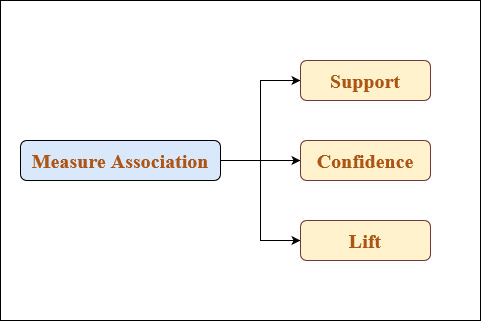 Support
Measure Association
Confidence
Lift